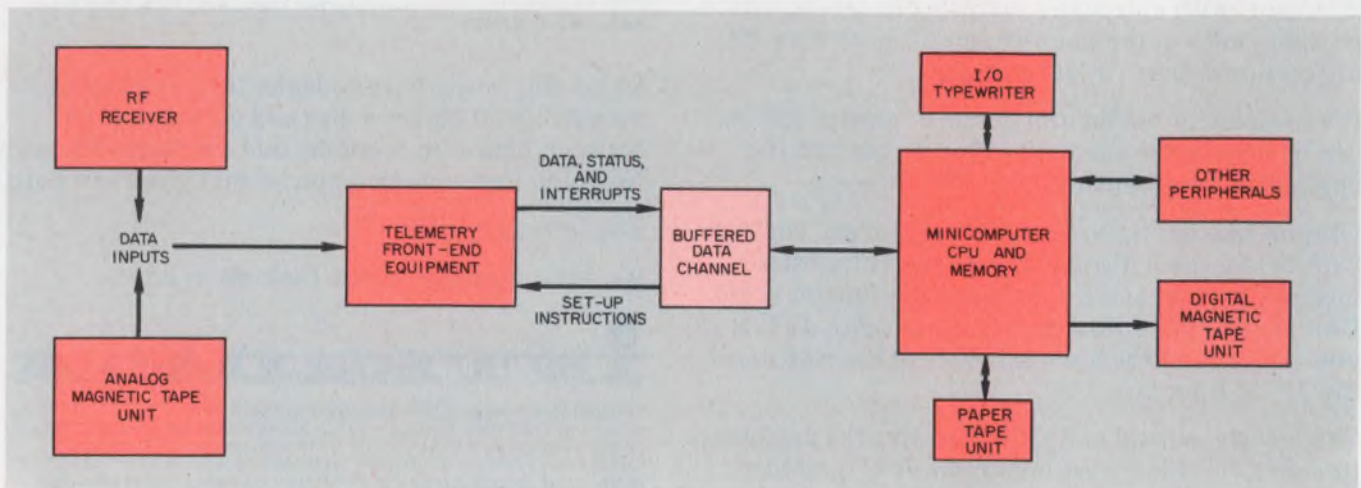 RF
RECEIVER
DATA
INPUTS
ANALOG
MAGNETIC TAPE
UNIT
TELEMETRY
FRONT-END
EQUIPMENT
DATA, STATUS,
AND
INTERRUPTS
SET-UP
INSTRUCTIONS
BUFFERED
DATA
CHANNEL
I/O
TYPEWRITER
MINICOMPUTER
CPU AND
MEMORY
OTHER
PERIPHERALS
DIGITAL
MAGNETIC TAPE
UNIT
PAPER
TAPE
UNIT